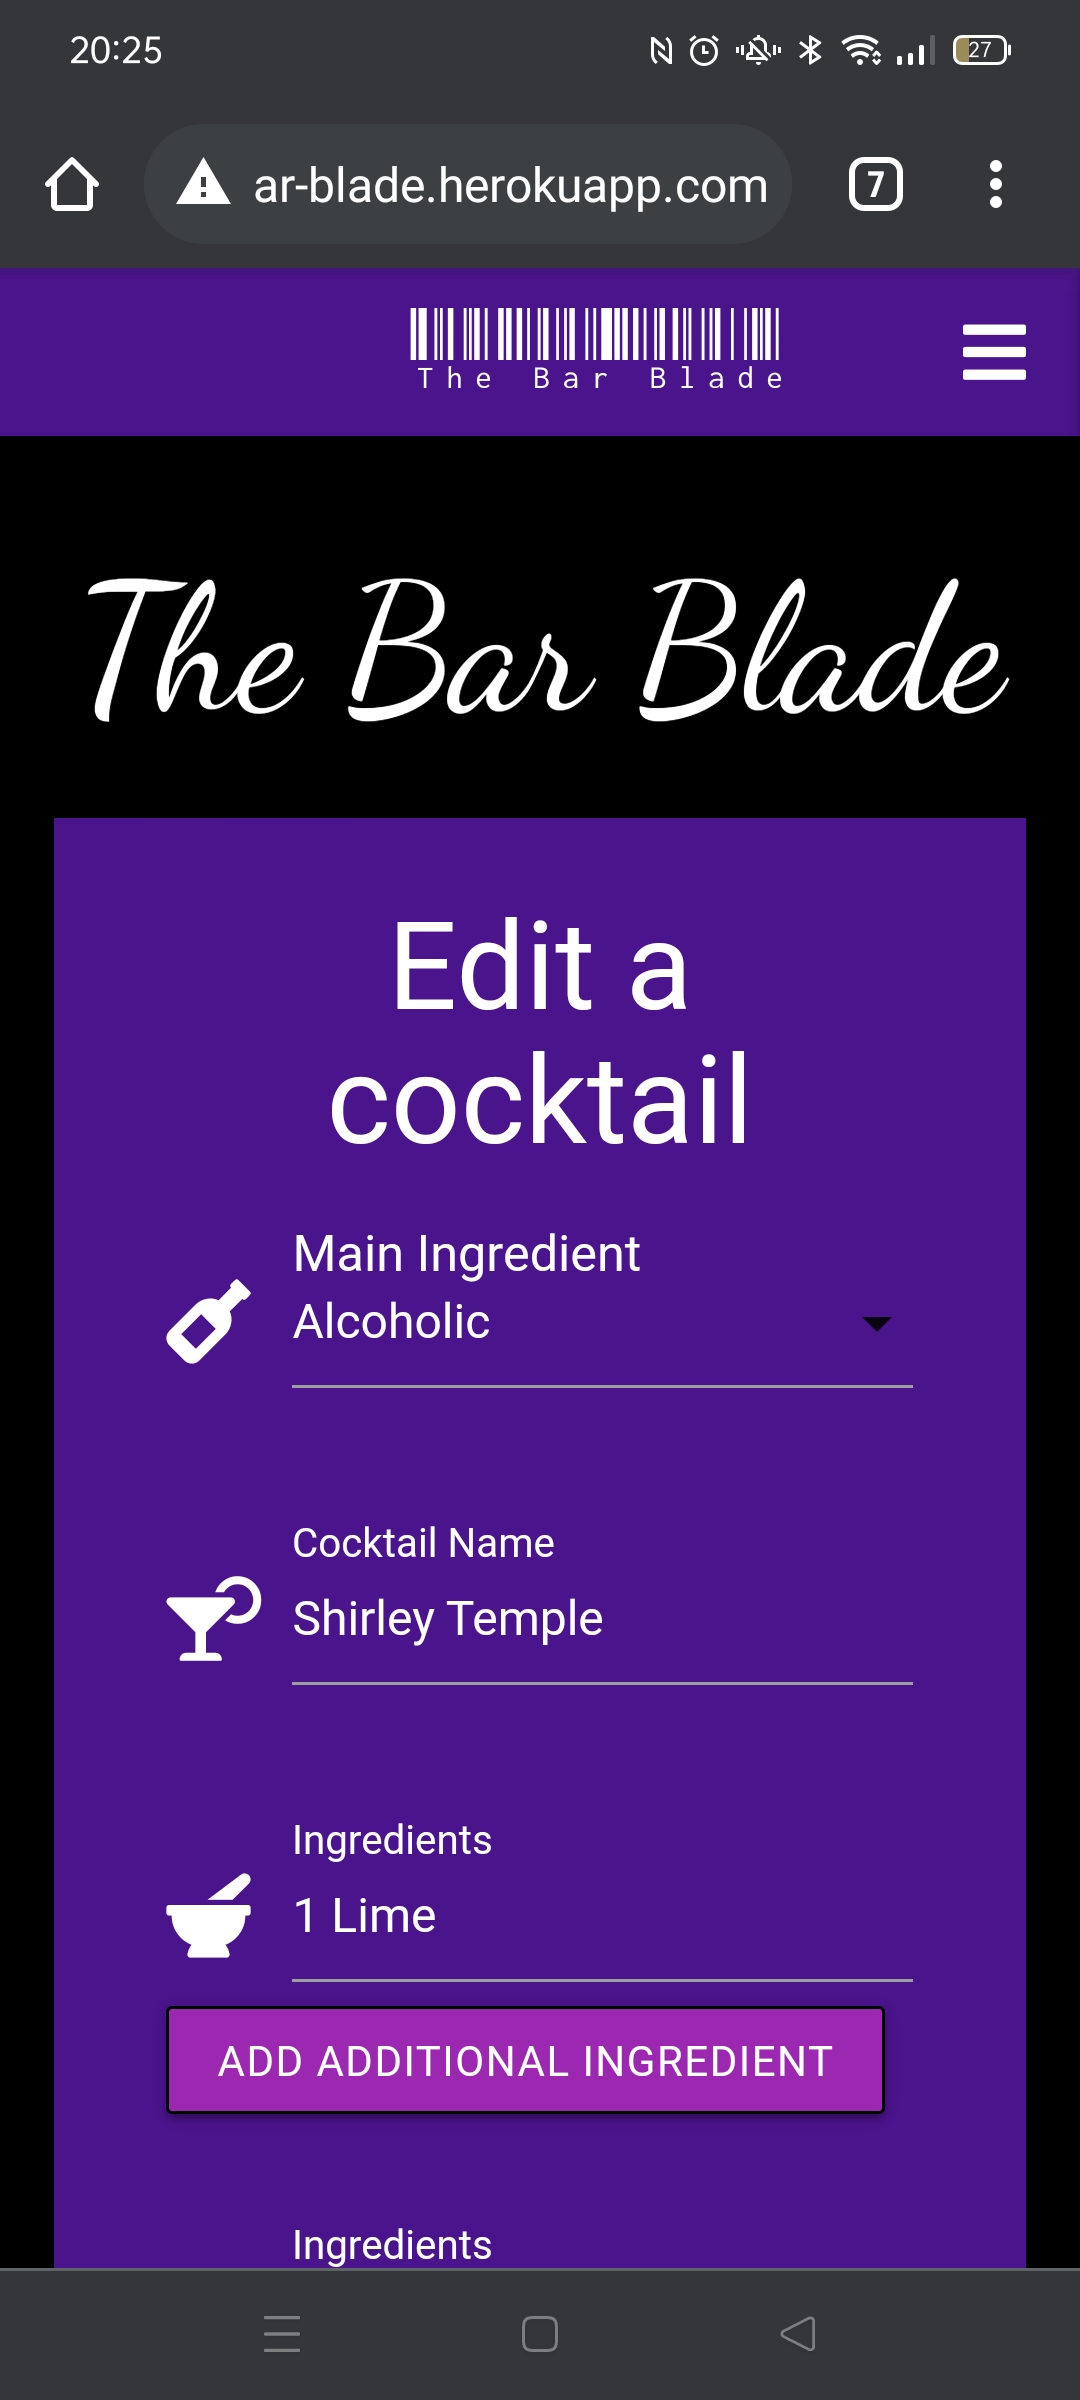 20:25
27
ar-blade.herokuapp.com
7
The Bar Blade
The Bar Blade
Edit a
cocktail
Main Ingredient
Alcoholic
Cocktail Name
Shirley Temple
Ingredients
1 Lime
ADD ADDITIONAL INGREDIENT
Ingredients